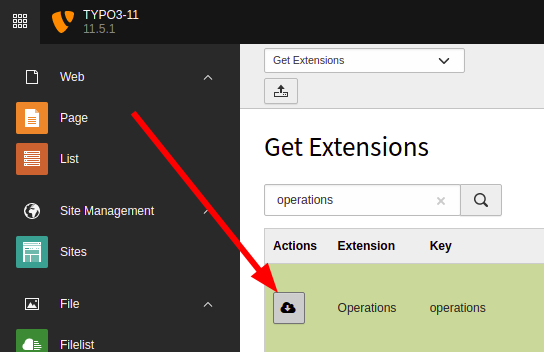 TYPO3-11
11.5.1
Get Extensions
Web
Page
List
Site Management
Sites
File
Filelist
Get Extensions
operations
Actions Extension Key
Operations operations